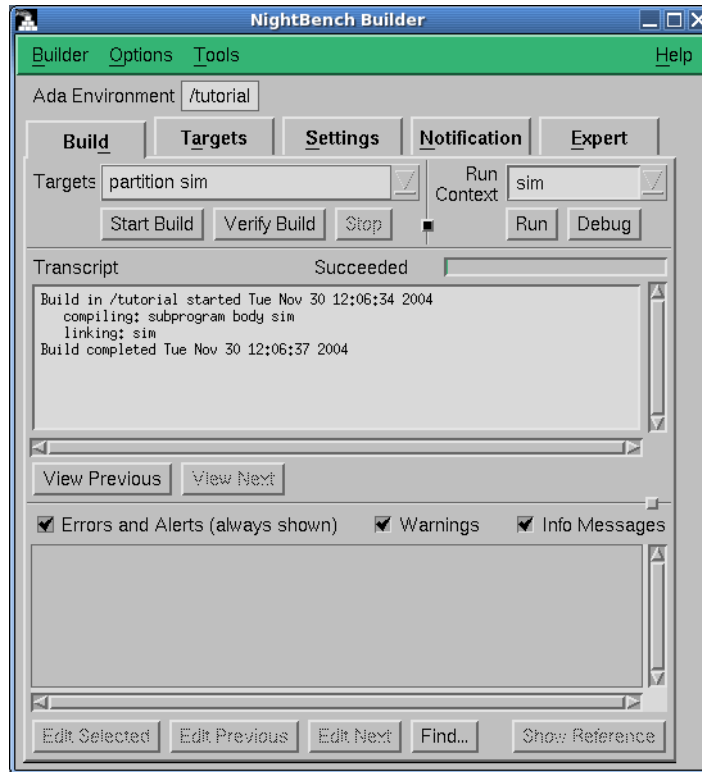 NightBench Builder
Builder Options Tools Help
Ada Environment /tutorial
Build Targets Settings Notification Expert
Targets partition sim Run Context sim
Start Build Verify Build Stop Run Debug
Transcript Succeeded
Build in /tutorial started Tue Nov 30 12:06:34 2004
compiling: subprogram body sim
linking: sim
Build completed Tue Nov 30 12:06:37 2004
View Previous View Next
Errors and Alerts (always shown) Warnings Info Messages
Edit Selected Edit Previous Edit Next Find... Show Reference